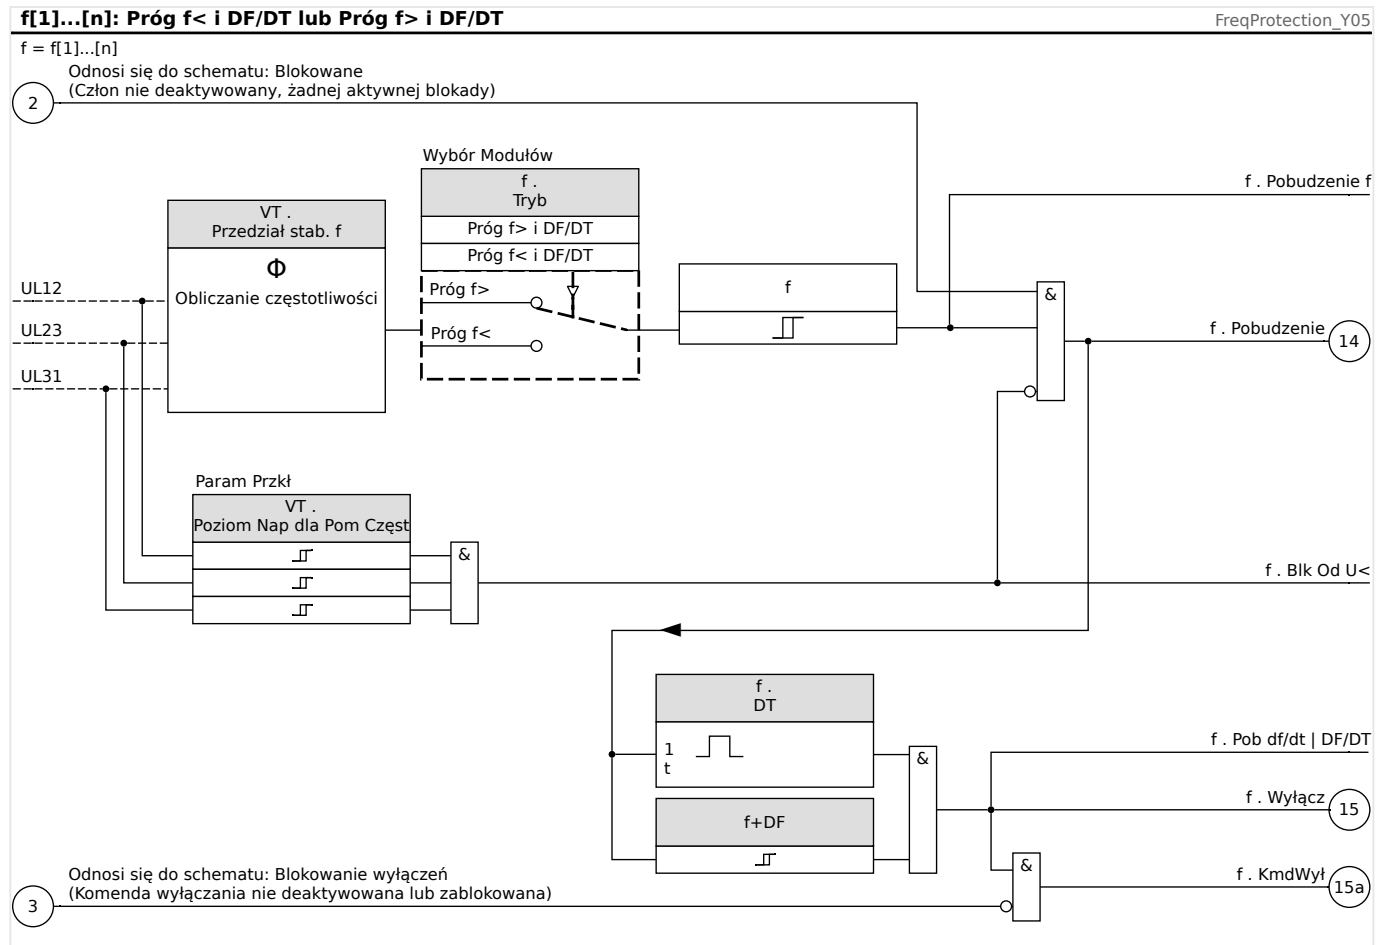 f[1]...[n]: Próg f< i DF/DT lub Próg f> i DF/DT
FreqProtection_Y05
f = f[1]...[n]
Odnosi się do schematu: Blokowane
(Człon nie deaktywowany, żadnej aktywnej blokady)
2
Wybór Modułów
f .
Tryb
Próg f> i DF/DT
Próg f< i DF/DT
Próg f>
Próg f<
VT .
Przedział stab. f
Φ
Obliczanie częstotliwości
UL12
UL23
UL31
f
&
f . Pobudzenie f
f . Pobudzenie
14
Param Przkł
VT .
Poziom Nap dla Pom Częst
&
f . Blk Od U<
f .
DT
1
t
f+DF
&
f . Pob df/dt | DF/DT
f . Wyłącz
15
&
f . KmdWył
15a
Odnosi się do schematu: Blokowanie wyłączeń
(Komenda wyłączania nie deaktywowana lub zablokowana)
3